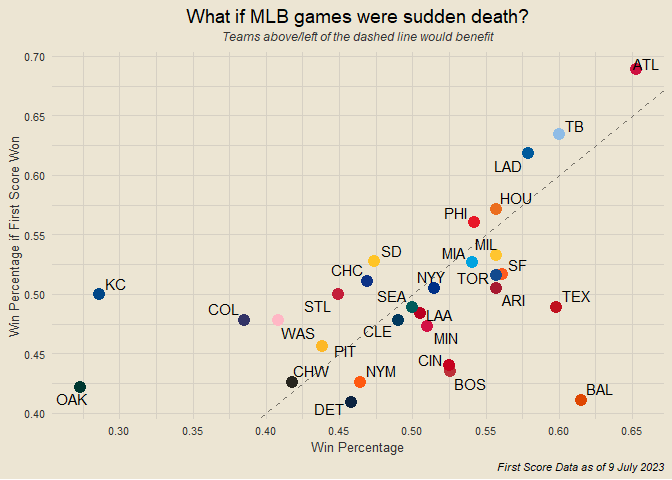 What if MLB games were sudden death?
Teams above/left of the dashed line would benefit
Win Percentage if First Score Won
0.70
0.65
0.60
0.55
0.50
0.45
0.40
ATL
TB
LAD
HOU
PHI
MIL
SD
MIA
SF
CHC
TOR
NYY
KC
SEA
ARI
TEX
STL
COL
LAA
WAS
CLE
MIN
PIT
CIN
CHW
NYM
BOS
BAL
OAK
DET
0.30
0.35
0.40
0.45
0.50
0.55
0.60
0.65
Win Percentage
First Score Data as of 9 July 2023